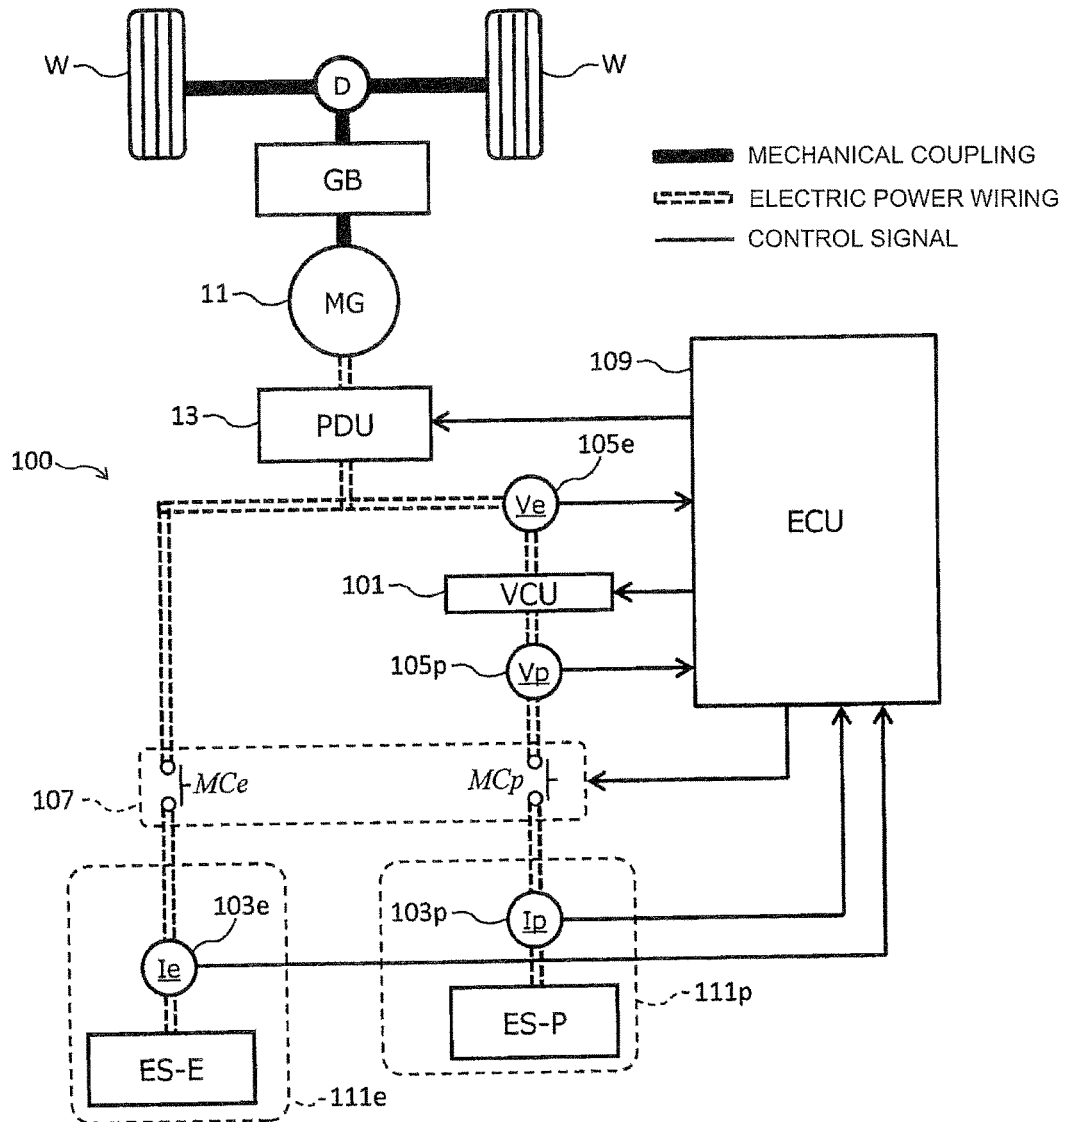 W
D
W
GB
MECHANICAL COUPLING
ELECTRIC POWER WIRING
CONTROL SIGNAL
11
MG
109
13
PDU
105e
100
Ve
ECU
101
VCU
105p
Vp
MCe
MCp
107
103e
103p
Ip
Ie
111p
ES-P
ES-E
111e